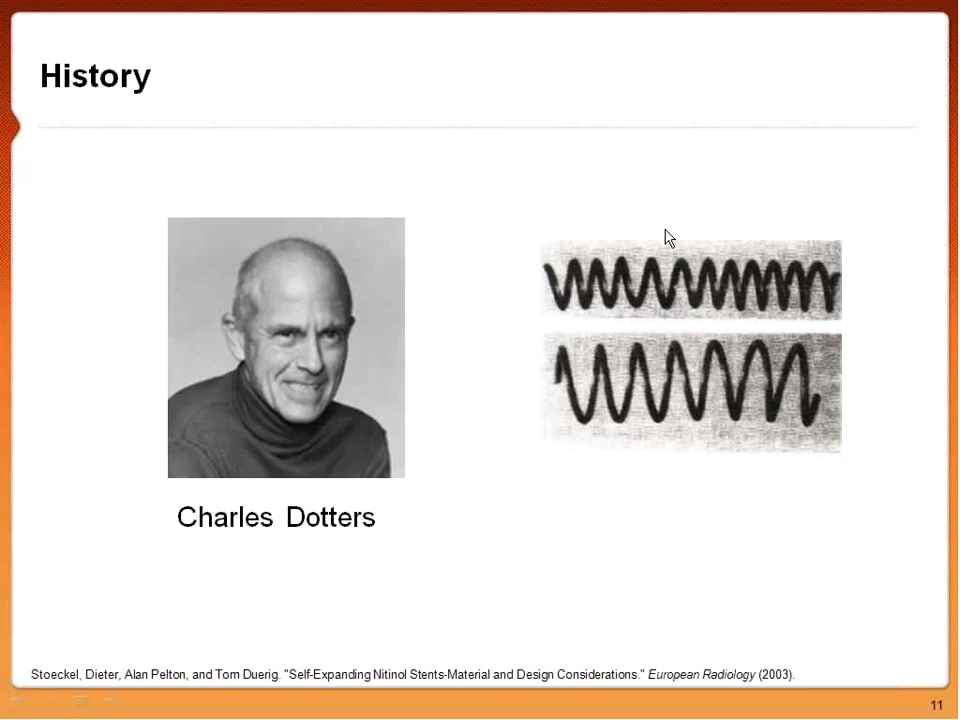 History
Charles Dotters
Stoeckel, Dieter, Alan Pelton, and Tom Duerig. "Self-Expanding Nitinol Stents-Material and Design Considerations." European Radiology (2003).
11